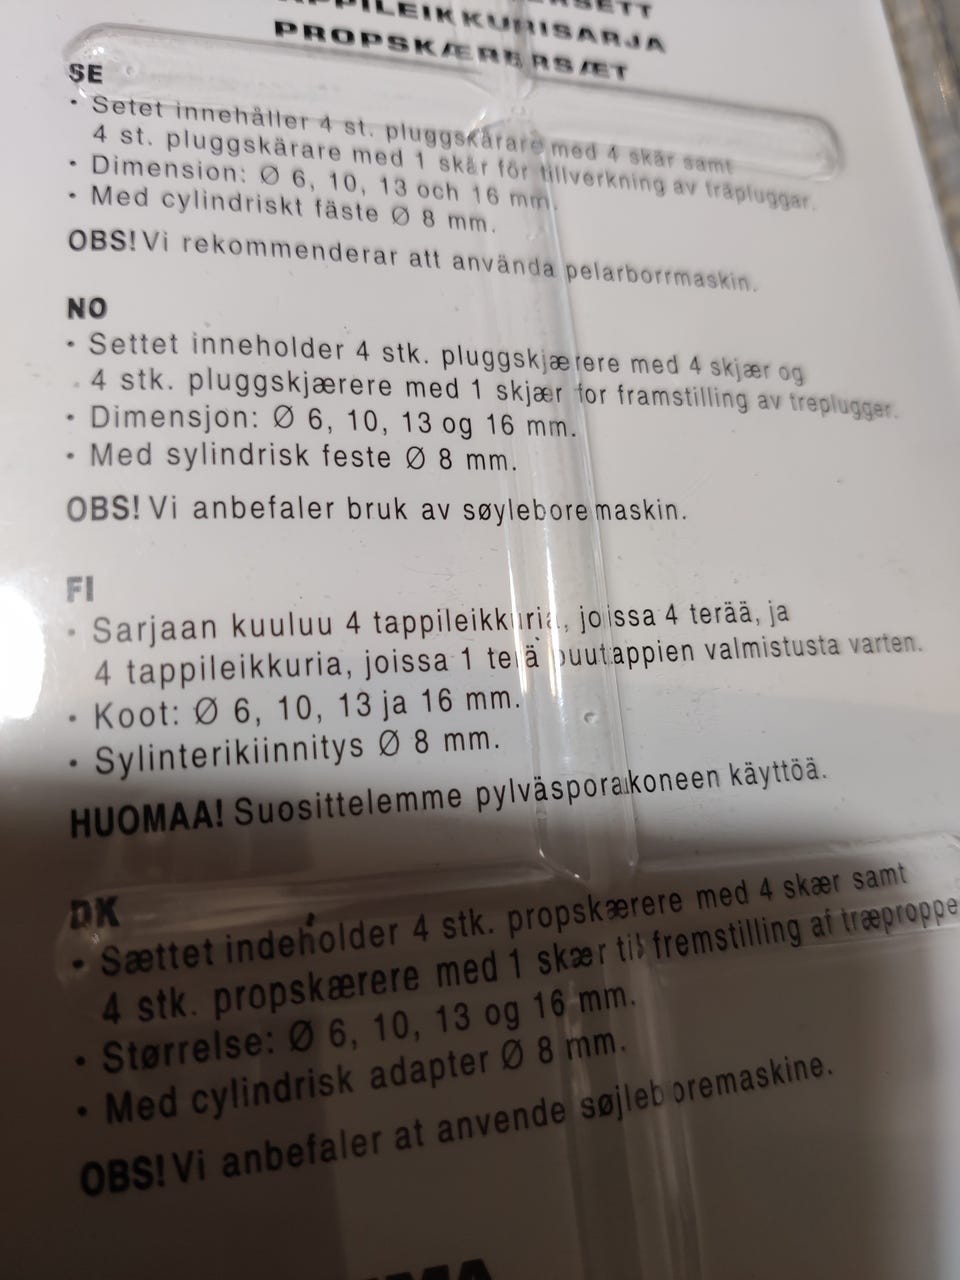 TAPPILEIKKURISARJA
PROPSKÆRERSÆT
SE
• Setet innehåller 4 st. pluggskärare med 4 skär samt
4 st. pluggskärare med 1 skär för tillverkning av träpluggar.
• Dimension: Ø 6, 10, 13 och 16 mm.
• Med cylindriskt fäste Ø 8 mm.
OBS! Vi rekommenderar att använda pelarborrmaskin.
NO
• Settet inneholder 4 stk. pluggskjærere med 4 skjær og
4 stk. pluggskjærere med 1 skjær for framstilling av treplugger.
• Dimensjon: Ø 6, 10, 13 og 16 mm.
• Med sylindrisk feste Ø 8 mm.
OBS! Vi anbefaler bruk av søyleboremaskin.
FI
• Sarjaan kuuluu 4 tappileikkuria, joissa 4 terää, ja
4 tappileikkuria, joissa 1 terä puutappien valmistusta varten.
• Koot: Ø 6, 10, 13 ja 16 mm.
• Sylinterikiinnitys Ø 8 mm.
HUOMAA! Suosittelemme pylväsporakoneen käyttöä.
DK
• Sættet indeholder 4 stk. propskærere med 4 skær samt
4 stk. propskærere med 1 skær til fremstilling af træproppe
• Størrelse: Ø 6, 10, 13 og 16 mm.
• Med cylindrisk adapter Ø 8 mm.
OBS! Vi anbefaler at anvende søjleboremaskine.